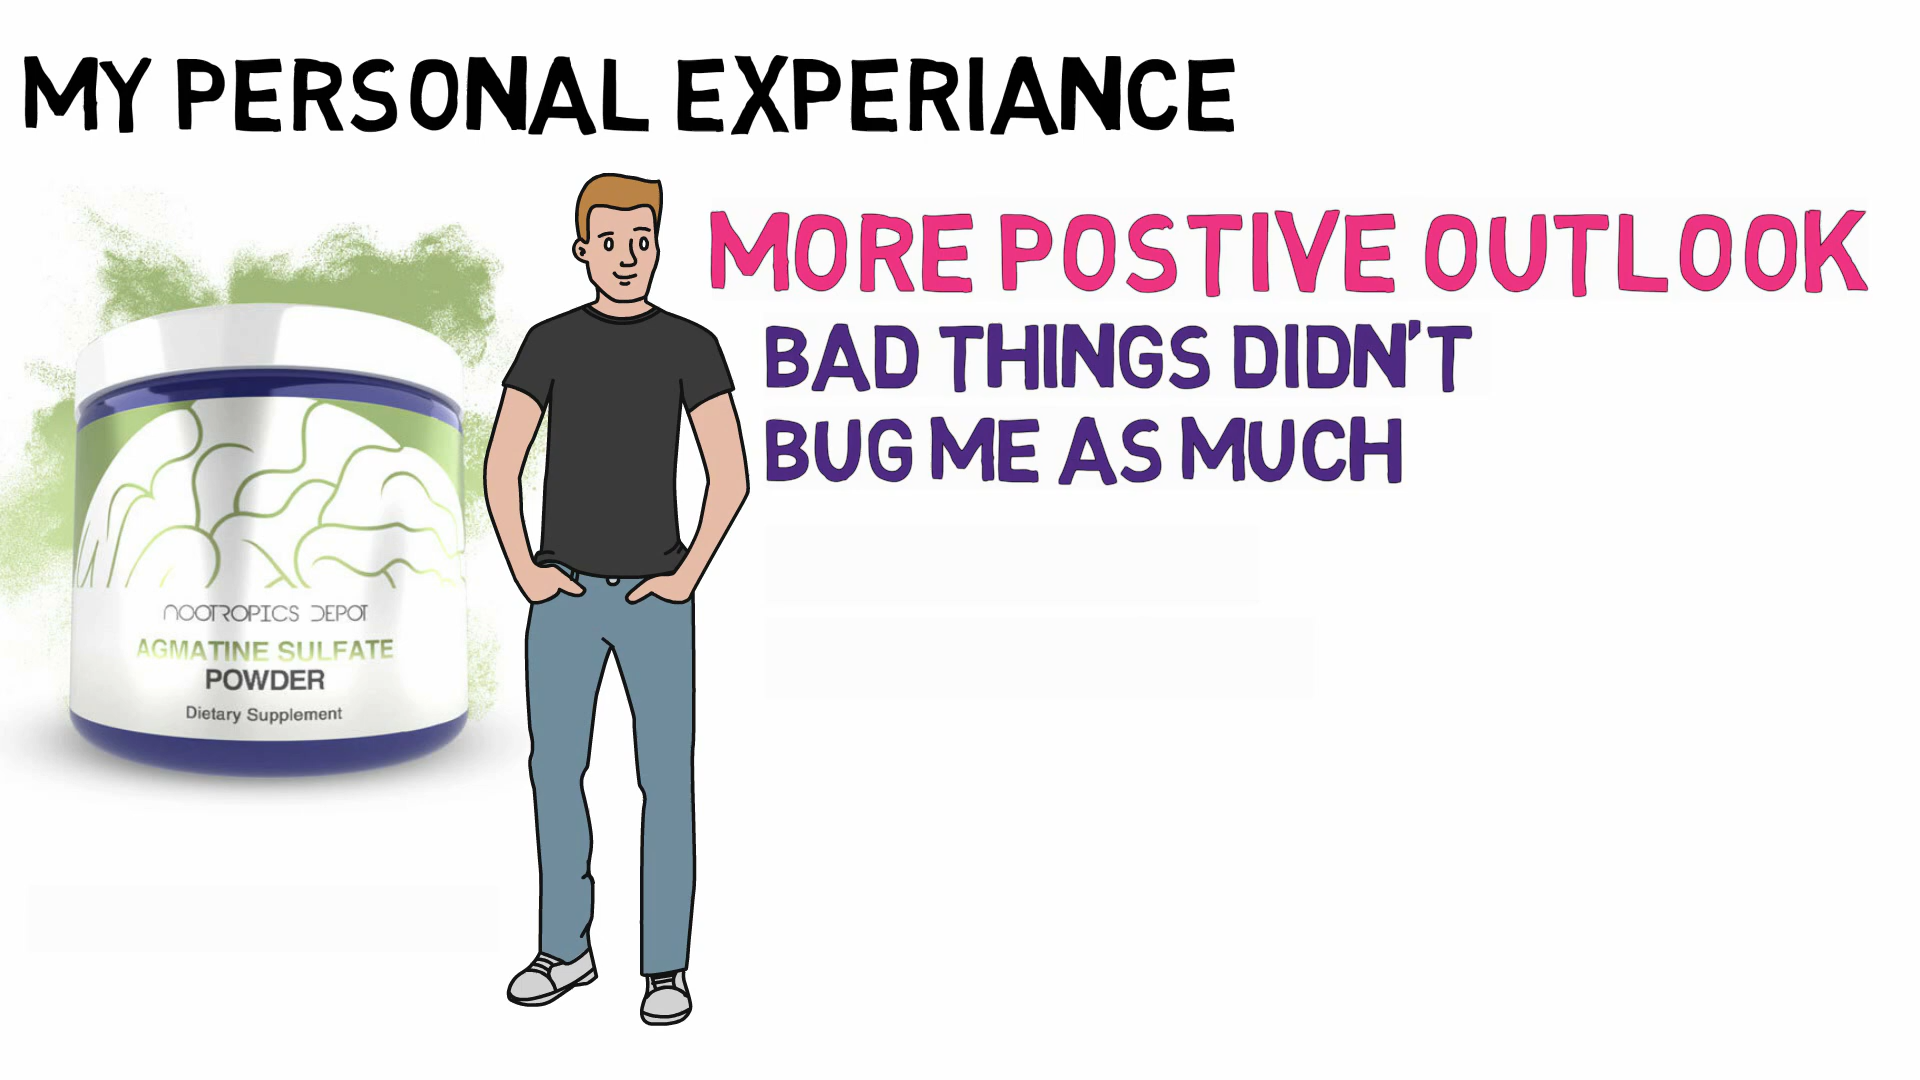 MY PERSONAL EXPERIANCE
MORE POSTIVE OUTLOOK
BAD THINGS DIDN'T
BUG ME AS MUCH
NOOTROPICS DEPOT
AGMATINE SULFATE
POWDER
Dietary Supplement